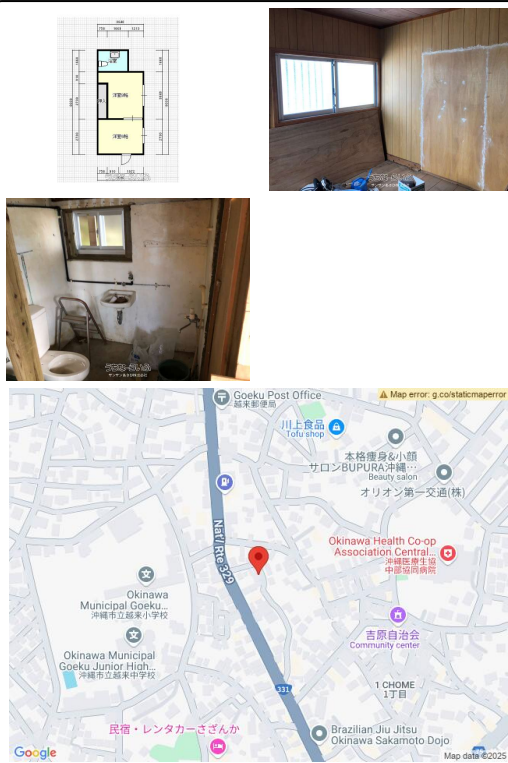 Goeku Post Office
越来郵便局
Map error: g.co/staticmaperror
川上食品
Tofu shop
本格痩身&小顔
サロンBUPURA沖縄…
Beauty salon
オリオン第一交通(株)
Nat'l Rte 329
Okinawa Health Co-op
Association Central...
沖縄医療生協
中部協同病院
Okinawa
Municipal Goeku...
沖縄市立越来小学校
吉原自治会
Community center
Okinawa Municipal
Goeku Junior High...
沖縄市立越来中学校
1 CHOME
1丁目
331
民宿・レンタカーさざんか
Brazilian Jiu Jitsu
Okinawa Sakamoto Dojo
Google
Map data ©2025